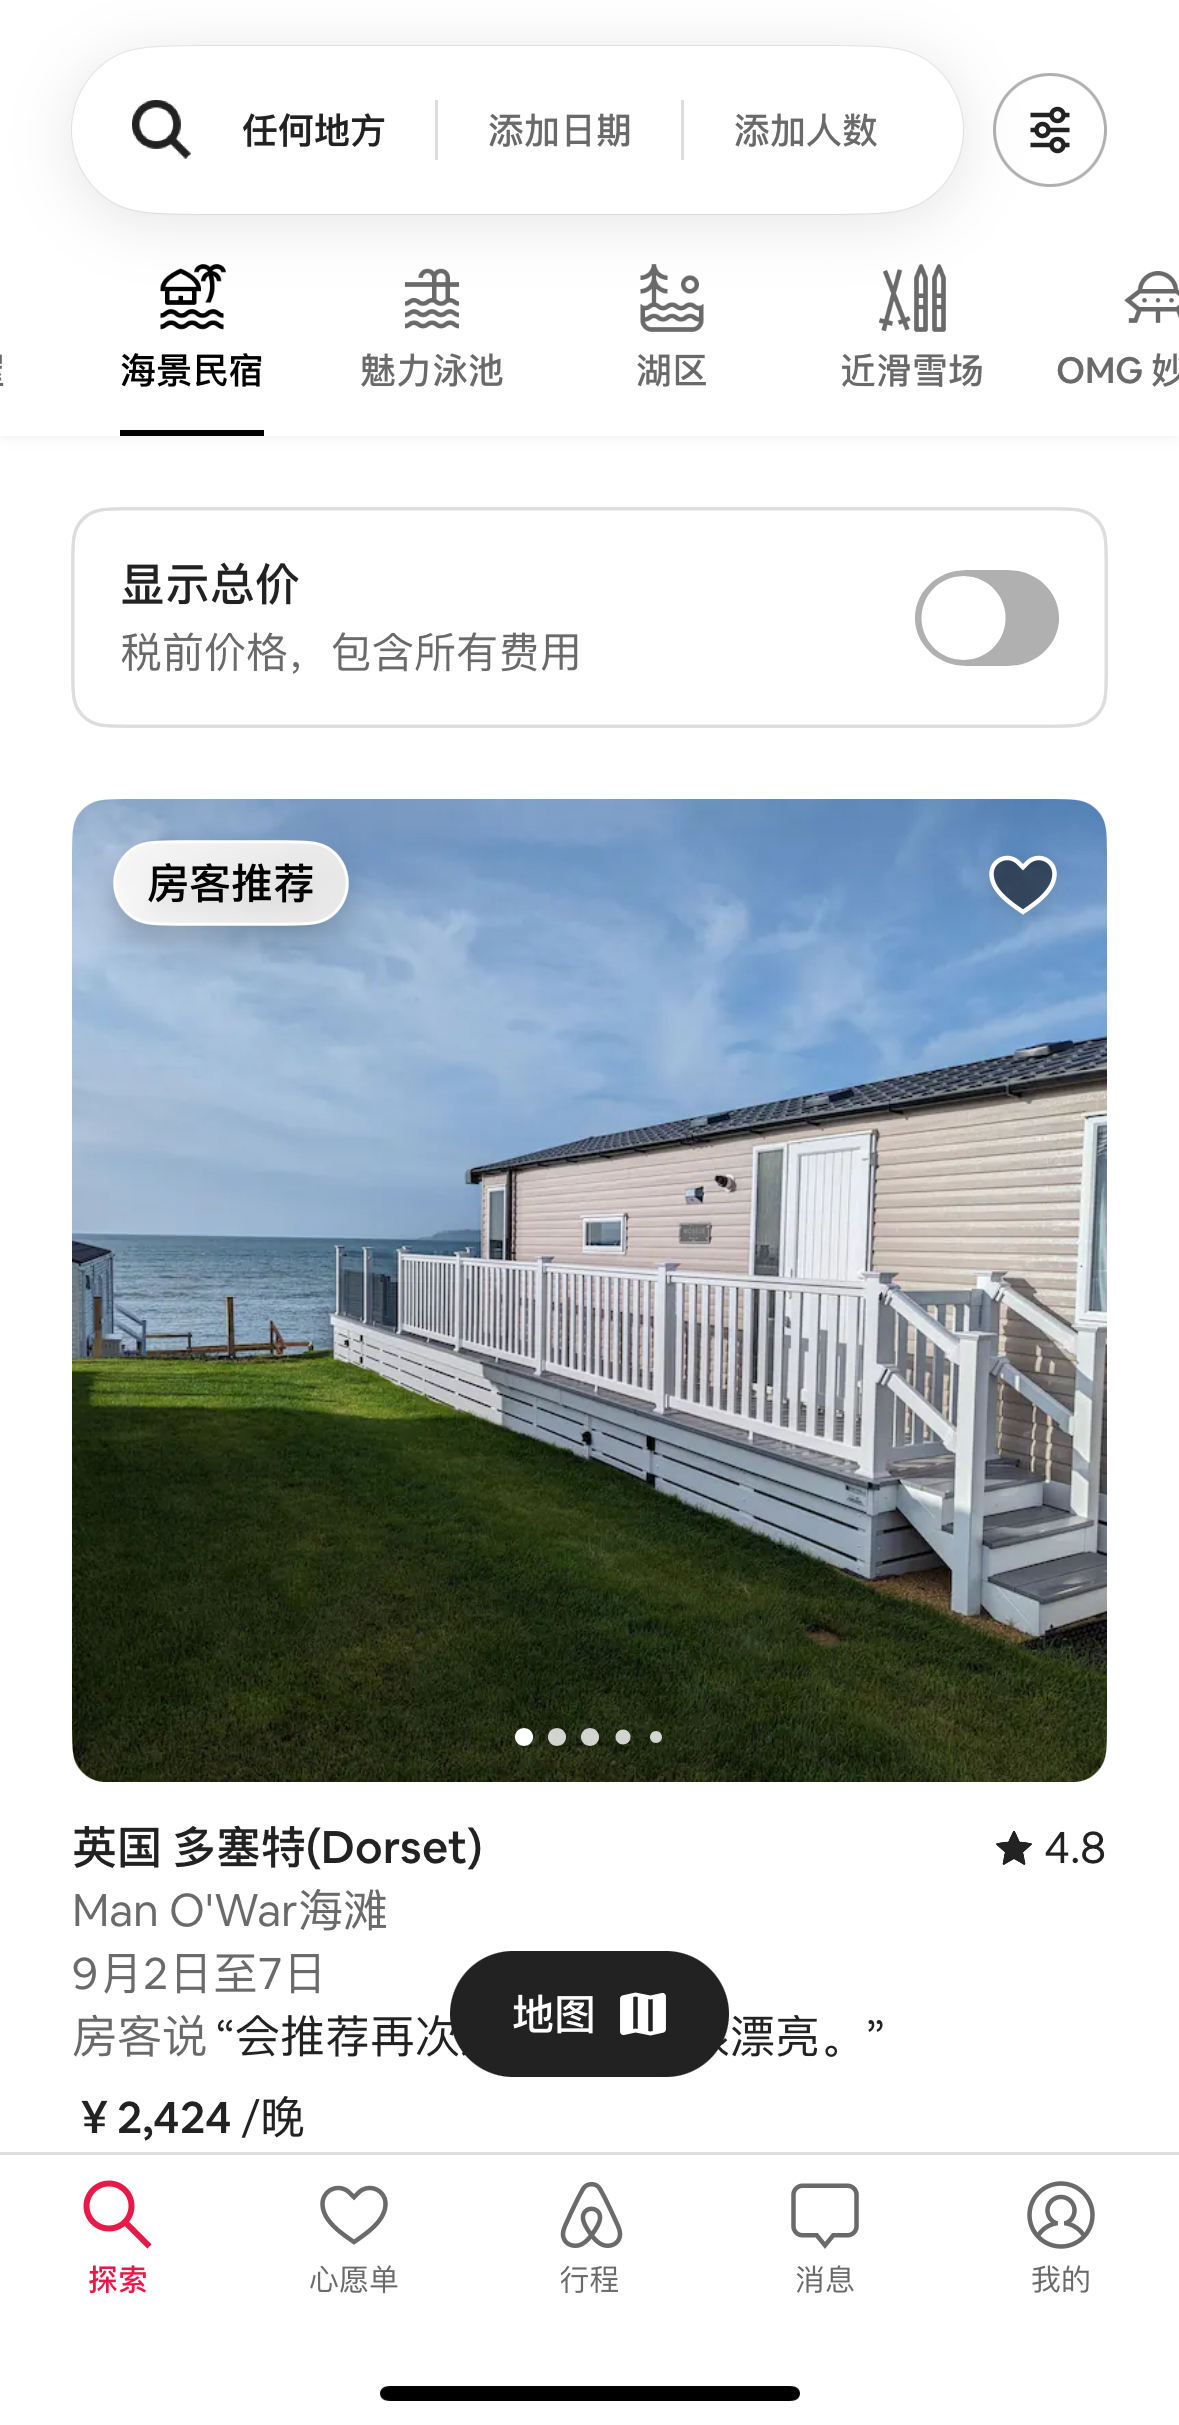 任何地方
添加日期
添加人数
海景民宿
魅力泳池
湖区
近滑雪场
OMG
显示总价
税前价格，包含所有费用
房客推荐
英国 多塞特(Dorset)
4.8
Man O'War海滩
9月2日至7日
房客说 “会推荐再次 漂亮。”
地图
¥ 2,424 /晚
探索
心愿单
行程
消息
我的